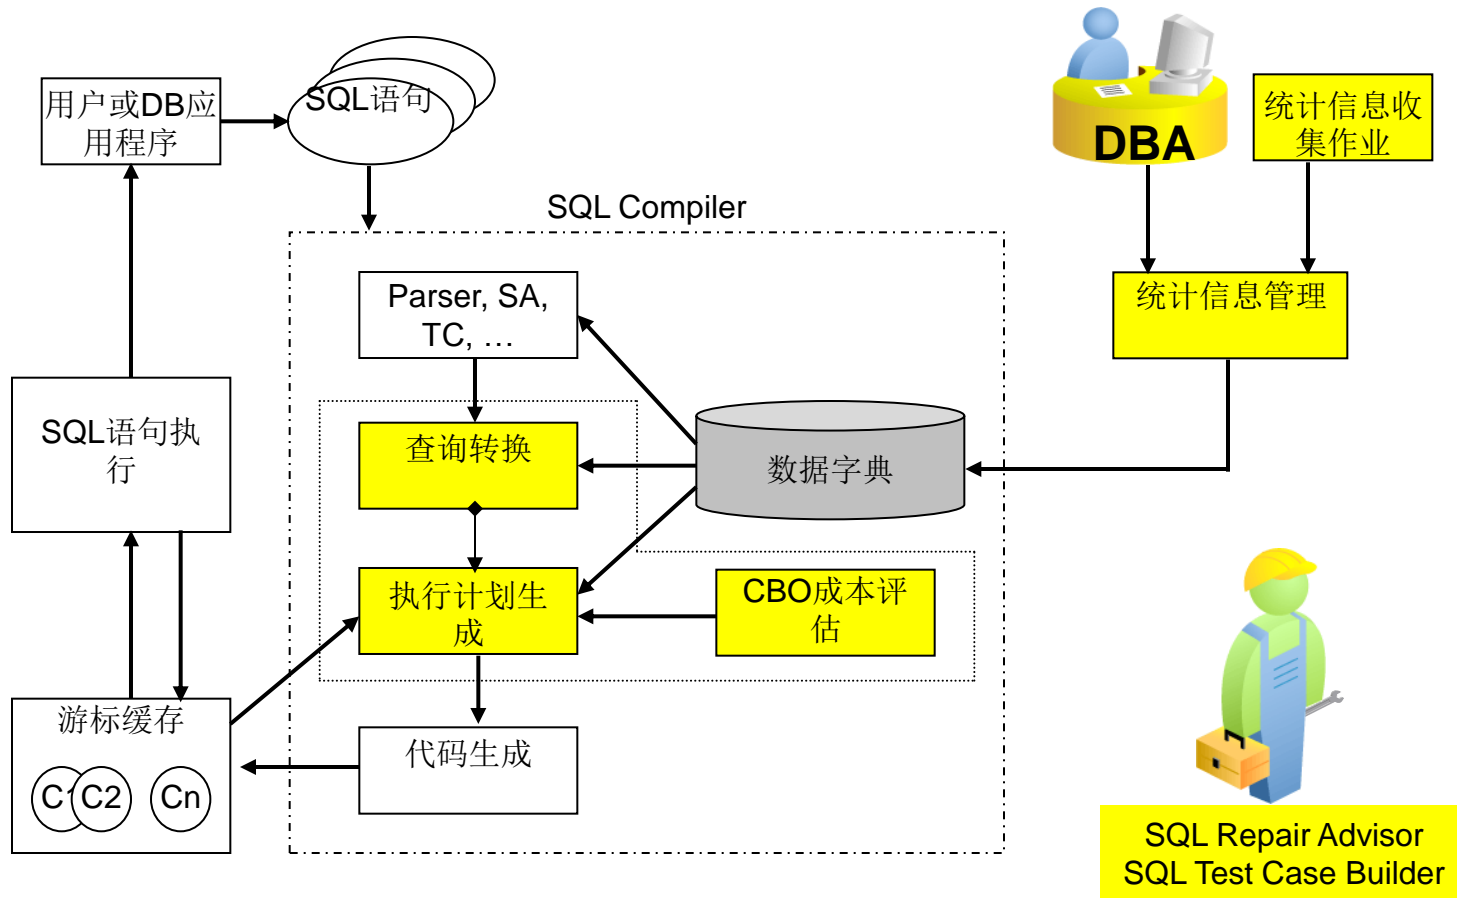 用户或DB应
用程序
SQL语句
DBA
统计信息收
集作业
SQL Compiler
Parser, SA,
TC, …
统计信息管理
SQL语句执
行
查询转换
数据字典
执行计划生
成
CBO成本评
估
游标缓存
C1
C2
Cn
代码生成
SQL Repair Advisor
SQL Test Case Builder